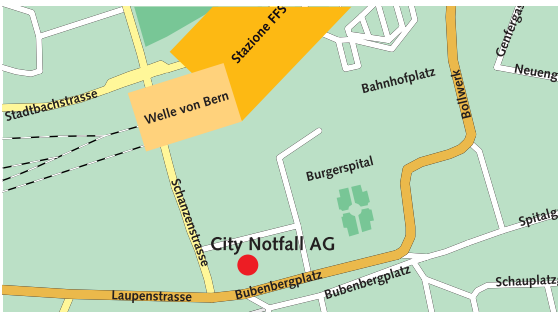 Stazione FFS
Genfergas
Neueng
Bahnhofplatz
Bollwerk
Stadtbachstrasse
Welle von Bern
Burgerspital
Schanzenstrasse
Spitalg
City Notfall AG
Bubenbergplatz
Bubenbergplatz
Schauplatz
Laupenstrasse